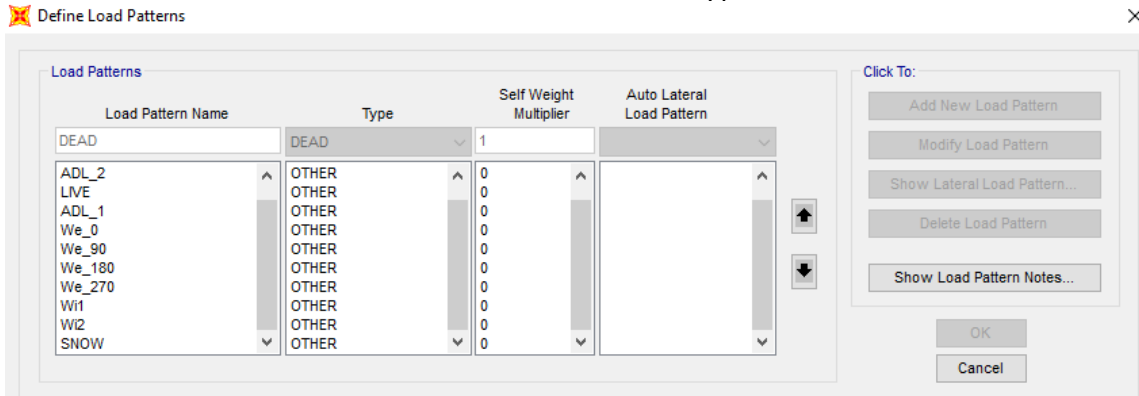 Define Load Patterns
Load Patterns
Click To:
Load Pattern Name
Type
Self Weight
Multiplier
Auto Lateral
Load Pattern
DEAD DEAD 1
ADL_2 OTHER 0
LIVE OTHER 0
ADL_1 OTHER 0
We_0 OTHER 0
We_90 OTHER 0
We_180 OTHER 0
We_270 OTHER 0
Wi1 OTHER 0
Wi2 OTHER 0
SNOW OTHER 0
Add New Load Pattern
Modify Load Pattern
Show Lateral Load Pattern...
Delete Load Pattern
Show Load Pattern Notes...
OK
Cancel